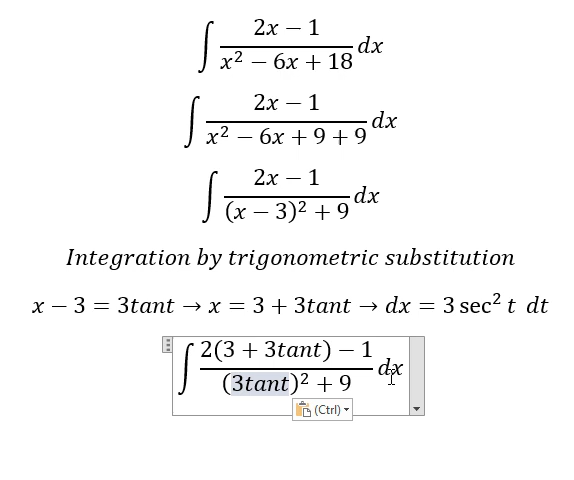 ∫ (2x − 1)/(x² − 6x + 18) dx
∫ (2x − 1)/(x² − 6x + 9 + 9) dx
∫ (2x − 1)/((x − 3)² + 9) dx
Integration by trigonometric substitution
x − 3 = 3tant → x = 3 + 3tant → dx = 3 sec² t dt
∫ (2(3 + 3tant) − 1)/((3tant)² + 9) dx
(Ctrl)